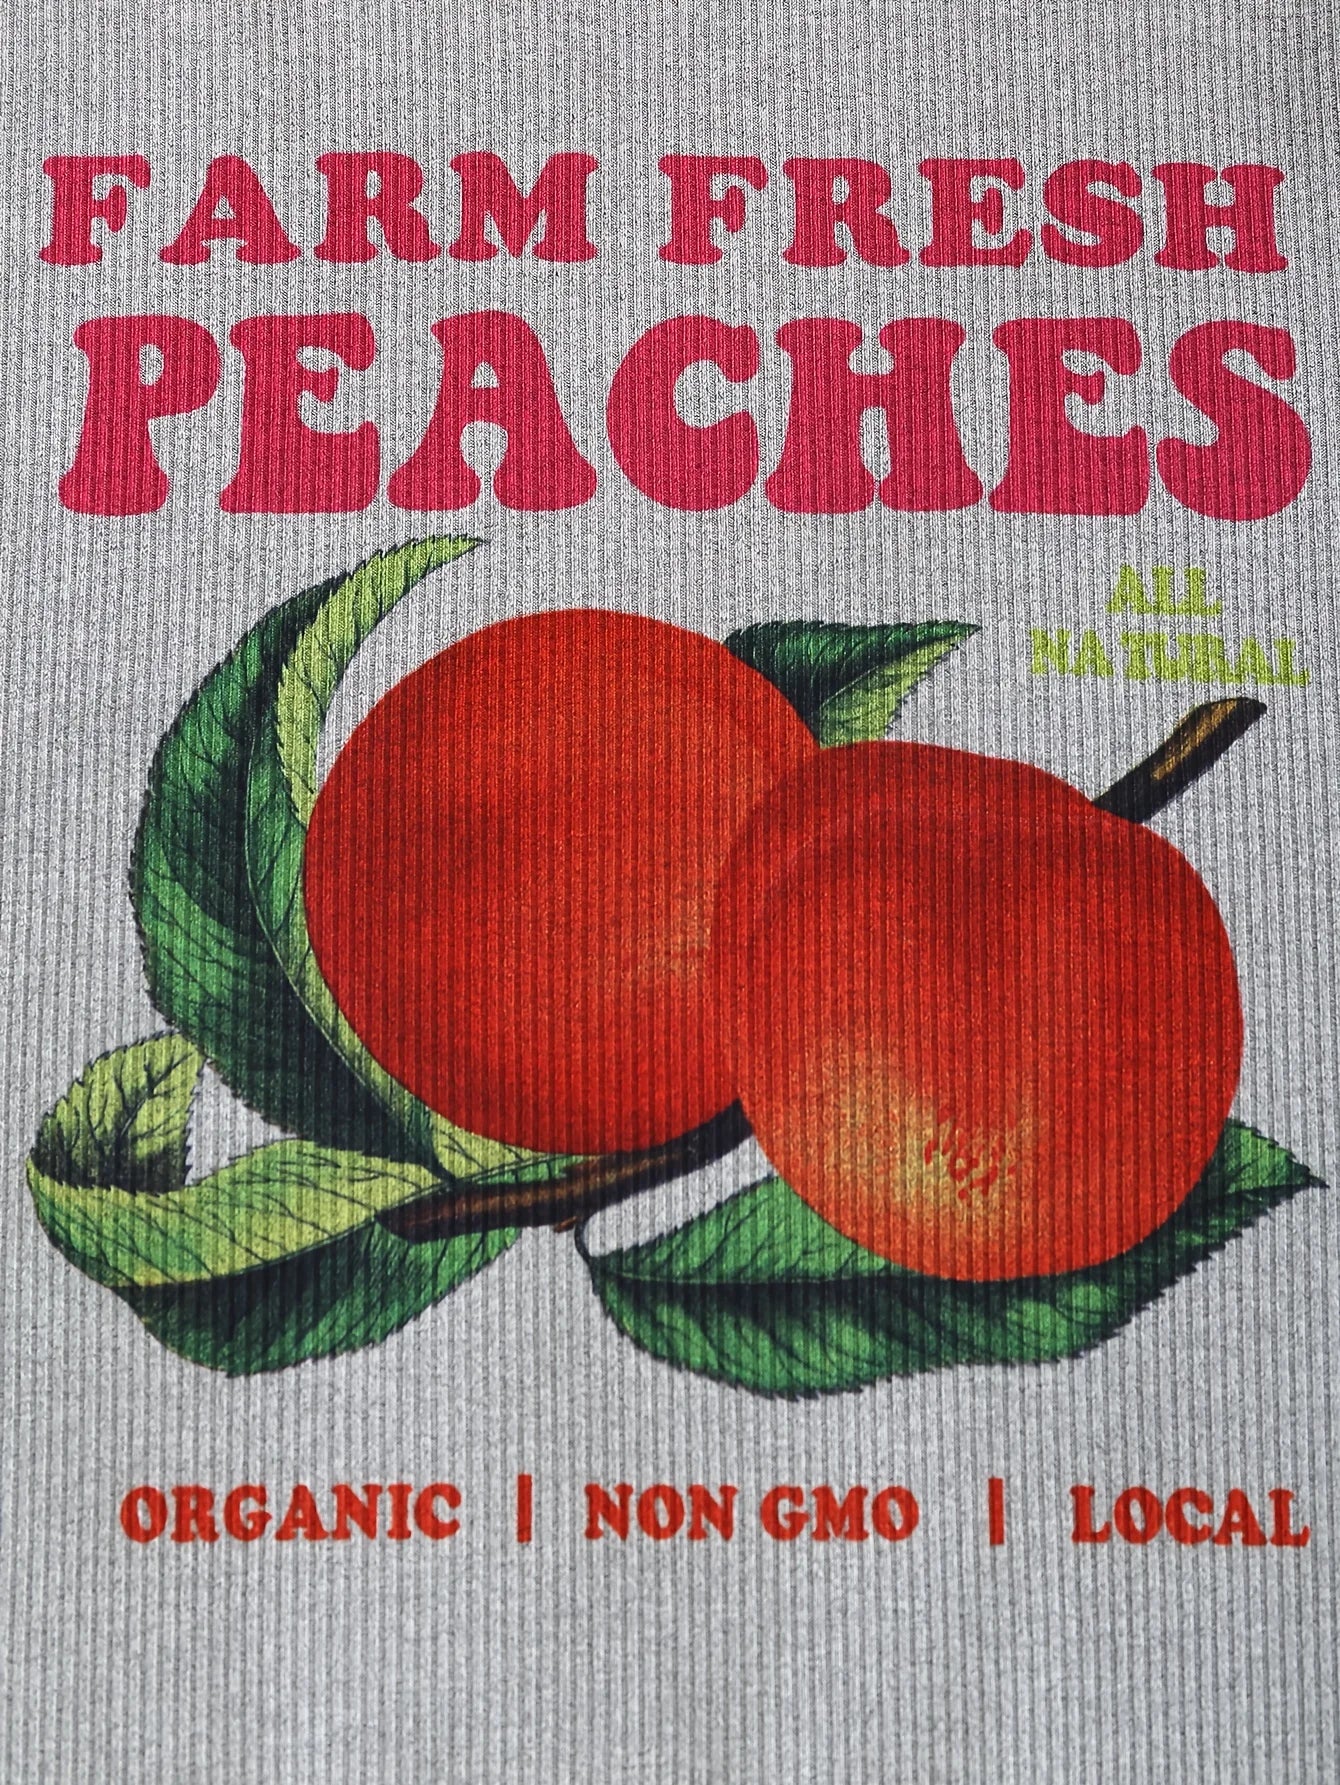 FARM FRESH
PEACHES
ALL
NATURAL
ORGANIC | NON GMO | LOCAL